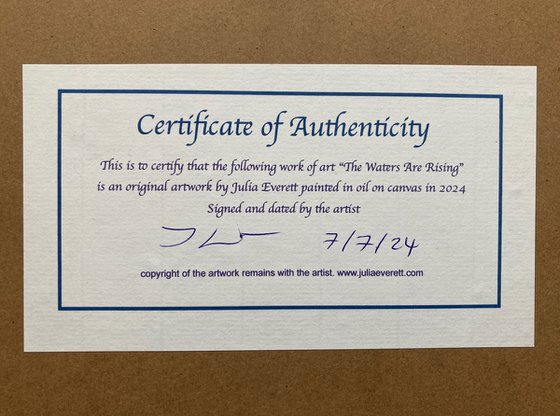 Certificate of Authenticity
This is to certify that the following work of art “The Waters Are Rising”
is an original artwork by Julia Everett painted in oil on canvas in 2024
Signed and dated by the artist
7/7/24
copyright of the artwork remains with the artist. www.juliaeverett.com